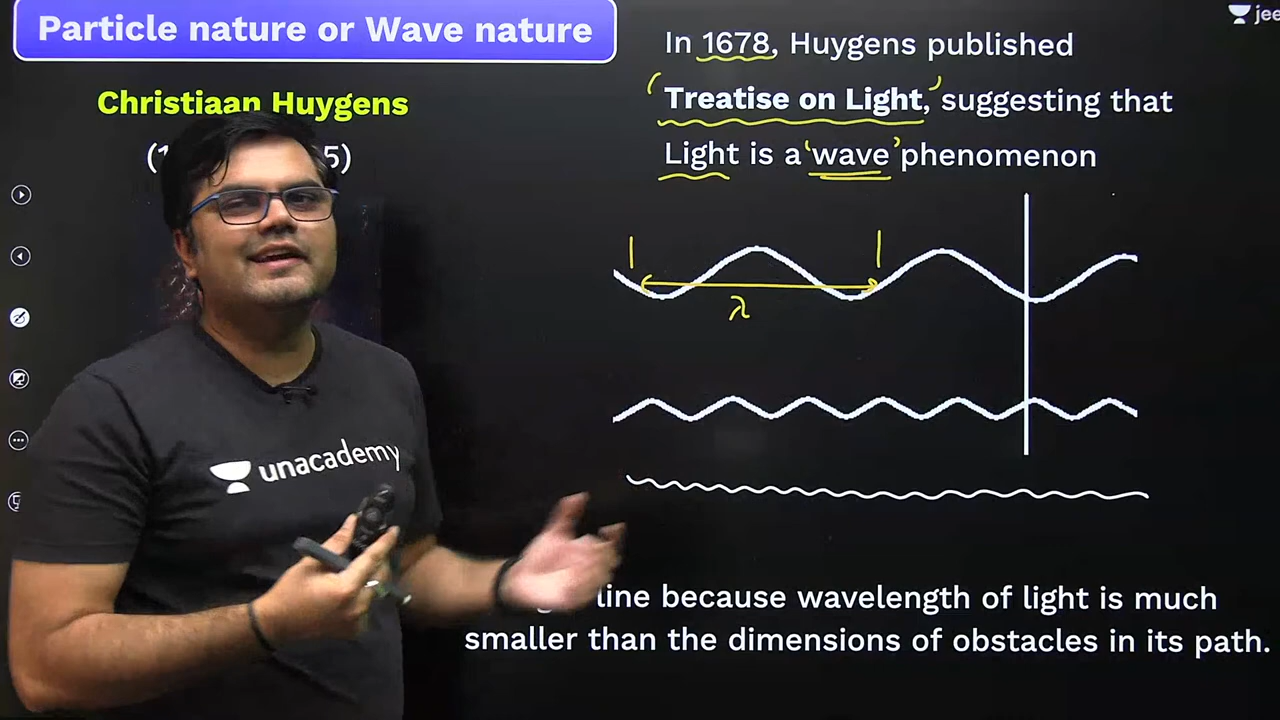 Particle nature or Wave nature
jee
In 1678, Huygens published
Christiaan Huygens
'Treatise on Light,' suggesting that
(1 5)
Light is a 'wave' phenomenon
λ
unacademy
line because wavelength of light is much
smaller than the dimensions of obstacles in its path.